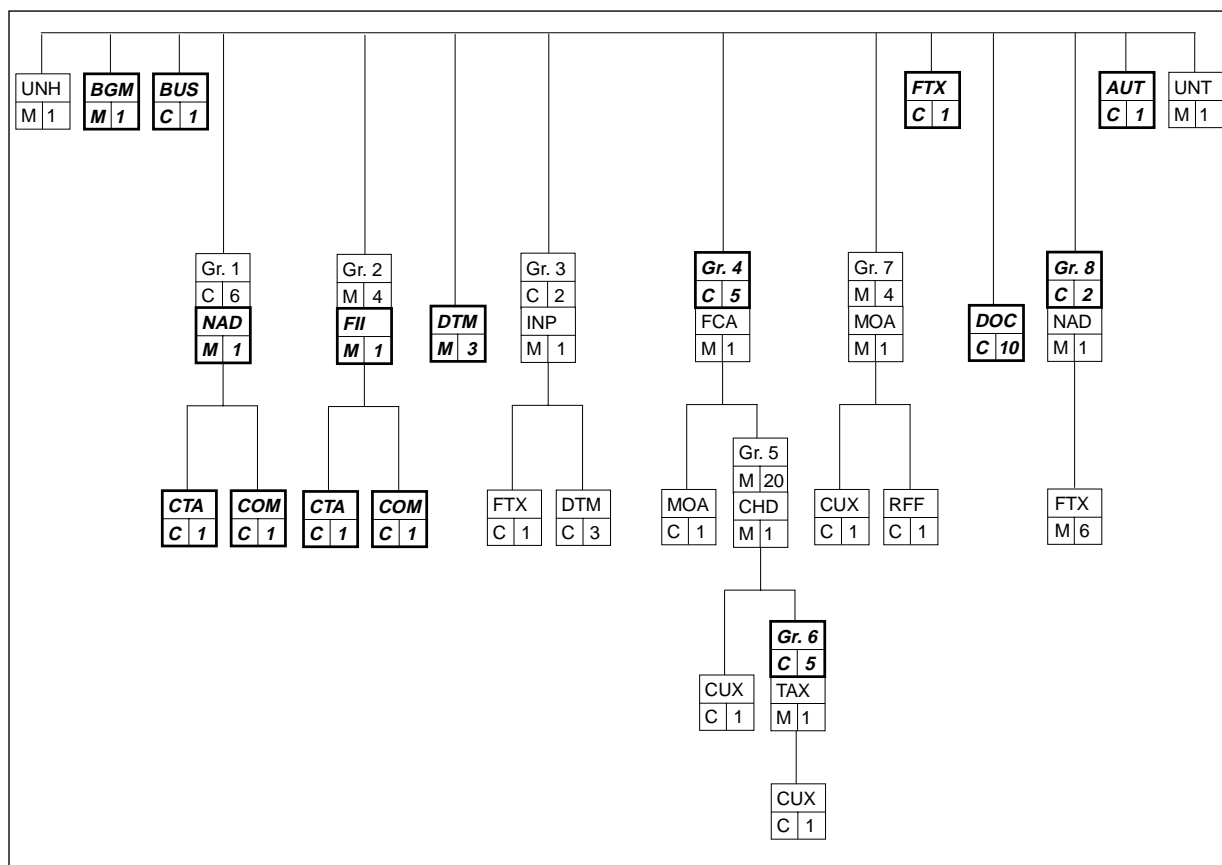 UNH BGM BUS FTX AUT UNT
M 1 M 1 C 1 C 1 C 1 M 1
Gr. 1 Gr. 2 Gr. 3 Gr. 4 Gr. 7 Gr. 8
C 6 M 4 C 2 C 5 M 4 C 2
NAD FII DTM INP FCA MOA DOC NAD
M 1 M 1 M 3 M 1 M 1 M 1 C 10 M 1
Gr. 5
M 20
CTA COM CTA COM FTX DTM MOA CHD CUX RFF FTX
C 1 C 1 C 1 C 1 C 1 C 3 C 1 M 1 C 1 C 1 M 6
Gr. 6
C 5
CUX TAX
C 1 M 1
CUX
C 1